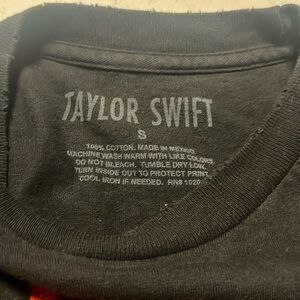 TAYLOR SWIFT
S
100% COTTON. MADE IN MEXICO
MACHINE WASH WARM WITH LIKE COLORS.
DO NOT BLEACH. TUMBLE DRY LOW.
TURN INSIDE OUT TO PROTECT PRINT.
COOL IRON IF NEEDED. RN#